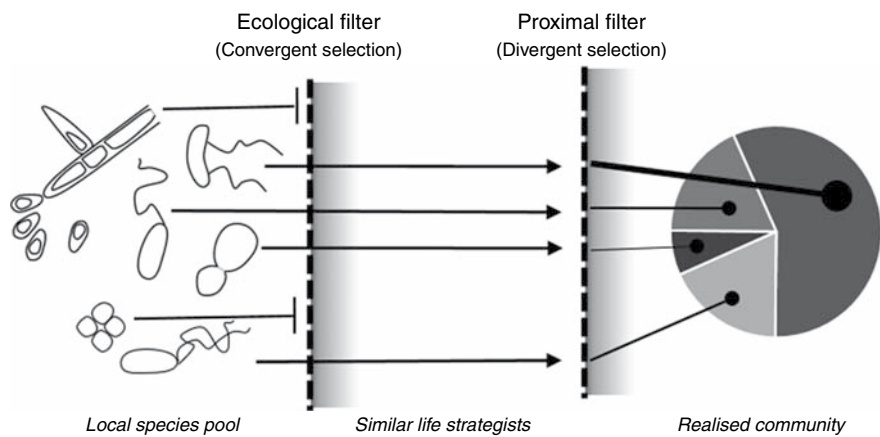 Ecological filter
(Convergent selection)
Proximal filter
(Divergent selection)
Local species pool
Similar life strategists
Realised community